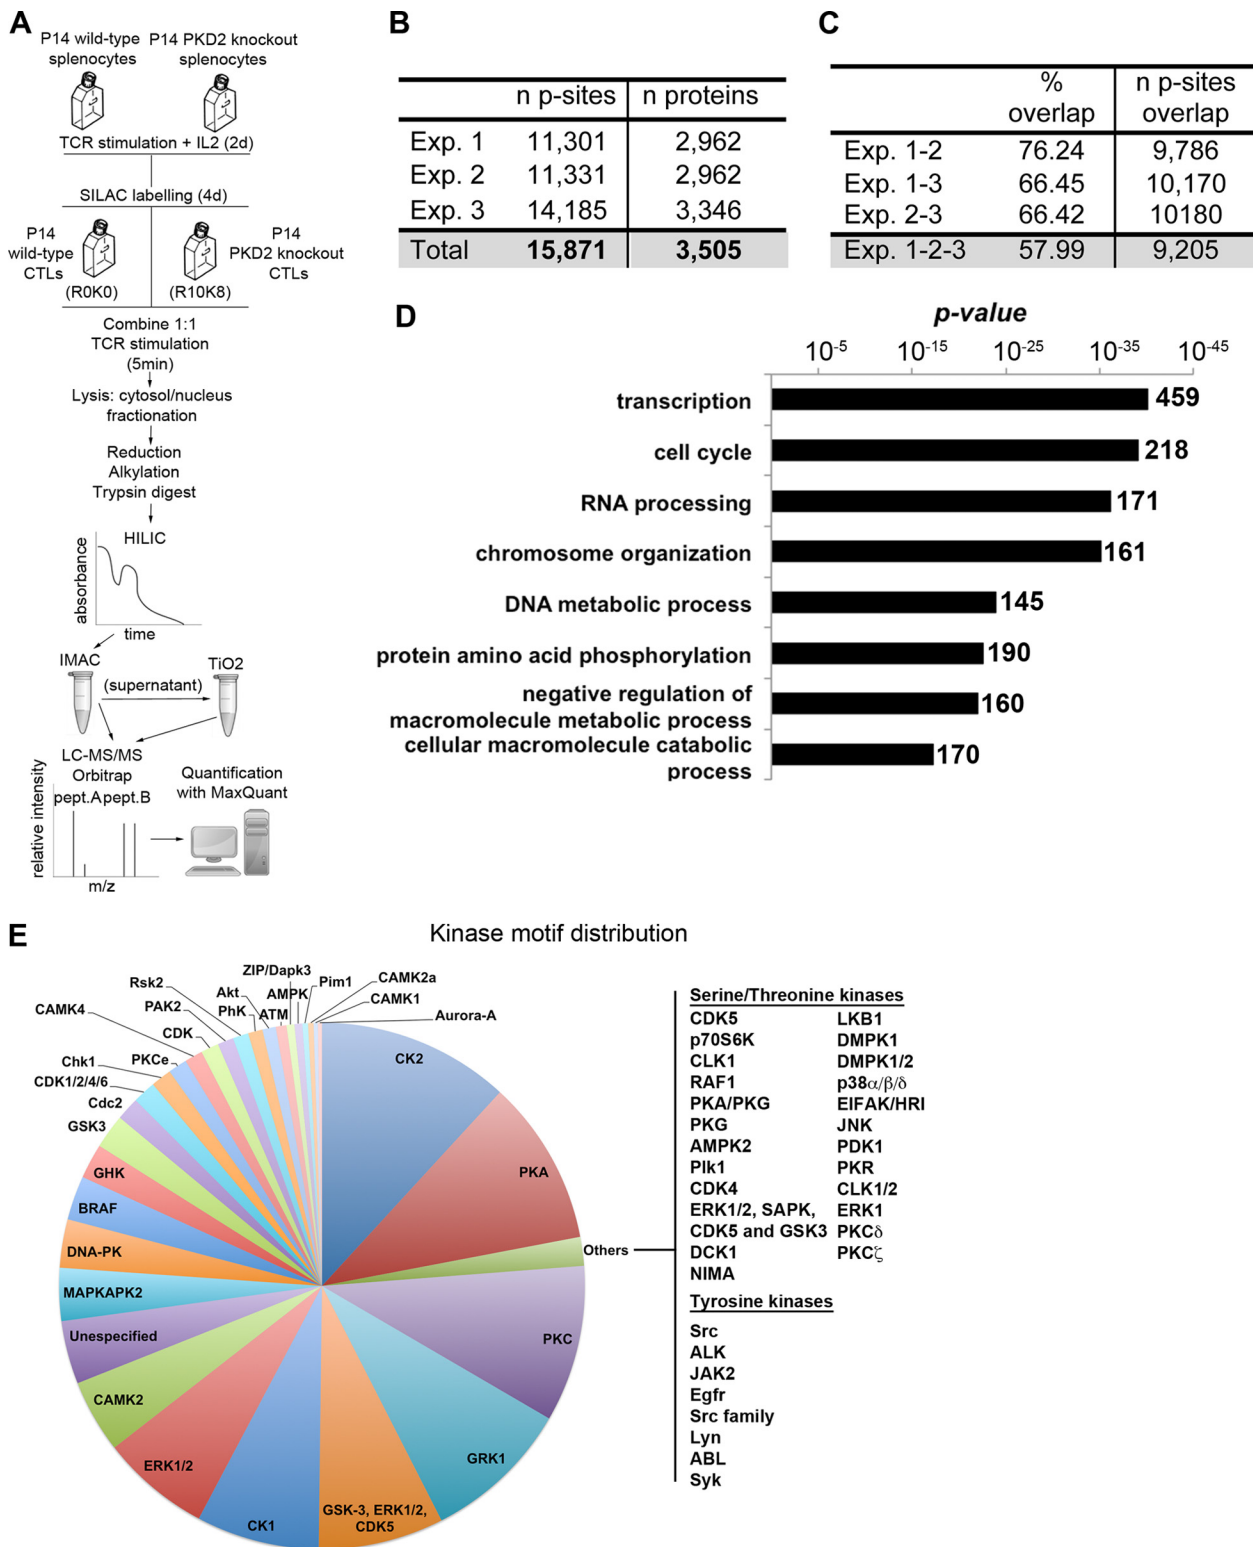 A
P14 wild-type
splenocytes
P14 PKD2 knockout
splenocytes
TCR stimulation + IL2 (2d)
SILAC labelling (4d)
P14
wild-type
CTLs
P14
PKD2 knockout
CTLs
(R0K0)
(R10K8)
Combine 1:1
TCR stimulation
(5min)
Lysis: cytosol/nucleus
fractionation
Reduction
Alkylation
Trypsin digest
HILIC
absorbance
time
IMAC
(supernatant)
TiO2
LC-MS/MS
Orbitrap
pept.A pept.B
relative intensity
m/z
Quantification
with MaxQuant
B
n p-sites n proteins
Exp. 1 11,301 2,962
Exp. 2 11,331 2,962
Exp. 3 14,185 3,346
Total 15,871 3,505
C
% overlap
n p-sites overlap
Exp. 1-2 76.24 9,786
Exp. 1-3 66.45 10,170
Exp. 2-3 66.42 10180
Exp. 1-2-3 57.99 9,205
D
p-value
10-5 10-15 10-25 10-35 10-45
transcription 459
cell cycle 218
RNA processing 171
chromosome organization 161
DNA metabolic process 145
protein amino acid phosphorylation 190
negative regulation of
macromolecule metabolic process 160
cellular macromolecule catabolic
process 170
E
Kinase motif distribution
CK2
PKA
Others
PKC
GRK1
GSK-3, ERK1/2,
CDK5
CK1
ERK1/2
CAMK2
Unespecified
MAPKAPK2
DNA-PK
BRAF
GHK
GSK3
Cdc2
CDK1/2/4/6
Chk1
PKCe
CAMK4
CDK
PAK2
Rsk2
PhK
Akt
ATM
ZIP/Dapk3
AMPK
Pim1
CAMK2a
CAMK1
Aurora-A
Serine/Threonine kinases
CDK5 LKB1
p70S6K DMPK1
CLK1 DMPK1/2
RAF1 p38α/β/δ
PKA/PKG EIFAK/HRI
PKG JNK
AMPK2 PDK1
Plk1 PKR
CDK4 CLK1/2
ERK1/2, SAPK, ERK1
CDK5 and GSK3 PKCδ
DCK1 PKCζ
NIMA
Tyrosine kinases
Src
ALK
JAK2
Egfr
Src family
Lyn
ABL
Syk